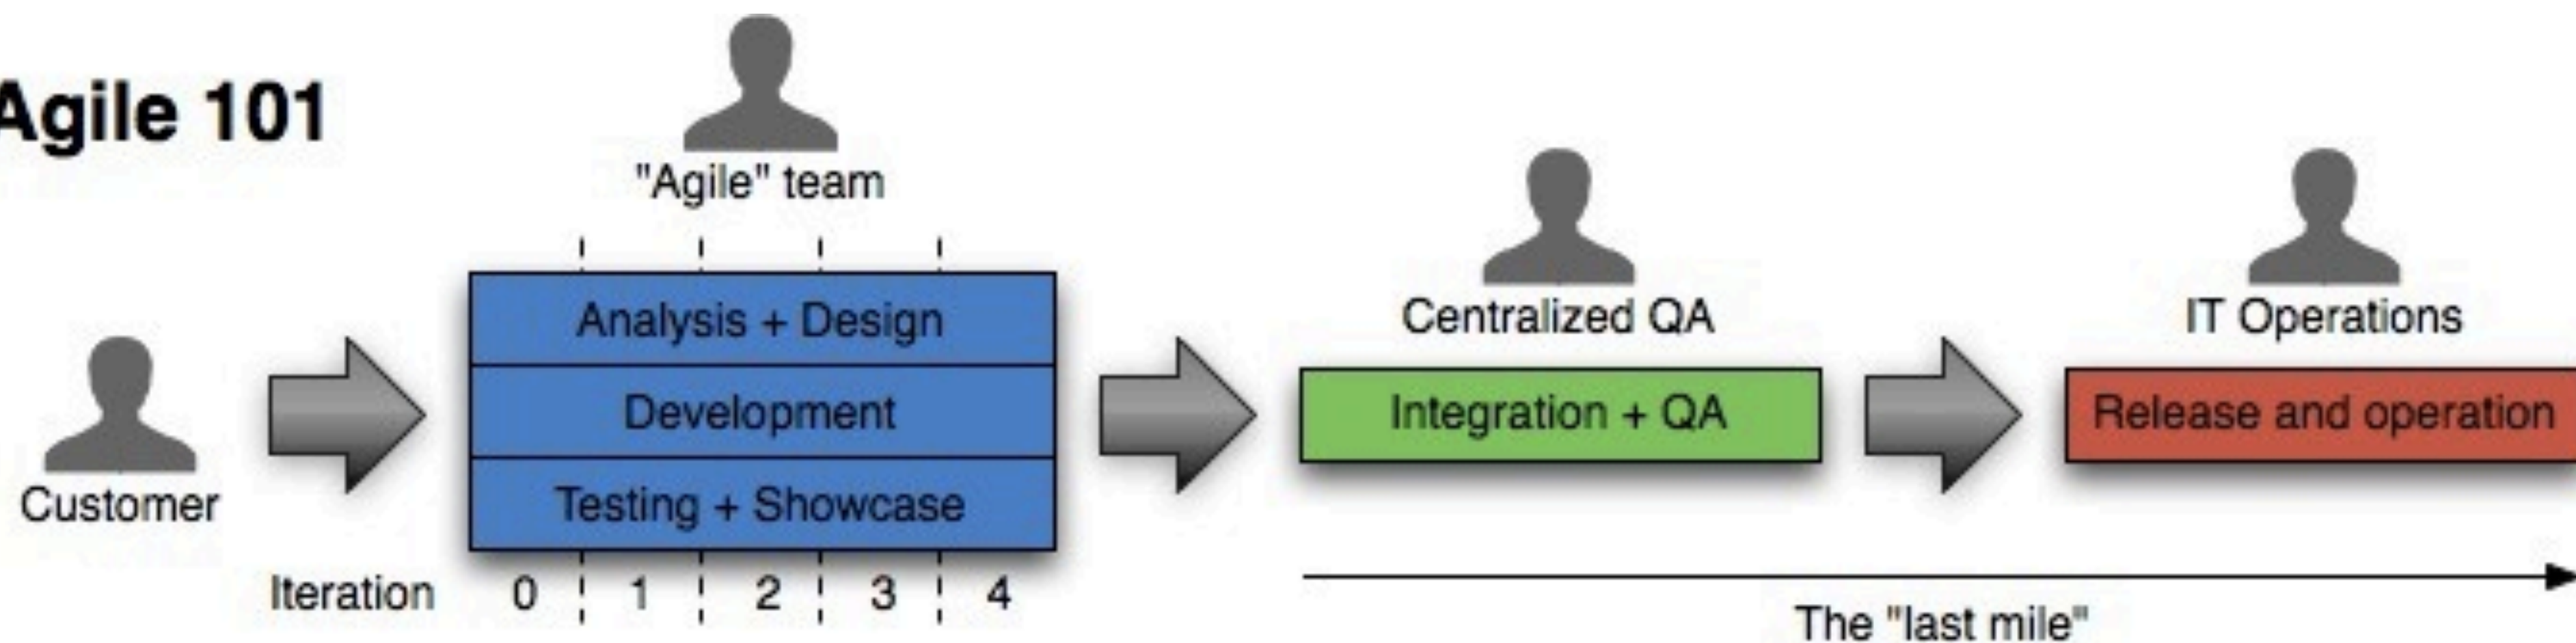 Agile 101
"Agile" team
Centralized QA
IT Operations
Analysis + Design
Development
Testing + Showcase
Integration + QA
Release and operation
Customer
Iteration 0 1 2 3 4
The "last mile"